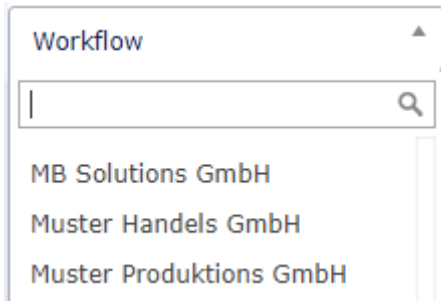 Workflow
MB Solutions GmbH
Muster Handels GmbH
Muster Produktions GmbH